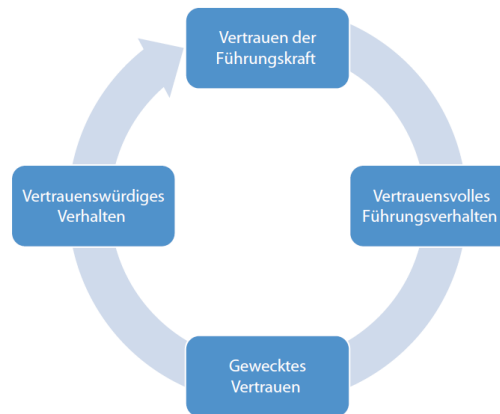 Vertrauen der
Führungskraft
Vertrauensvolles
Führungsverhalten
Gewecktes
Vertrauen
Vertrauenswürdiges
Verhalten